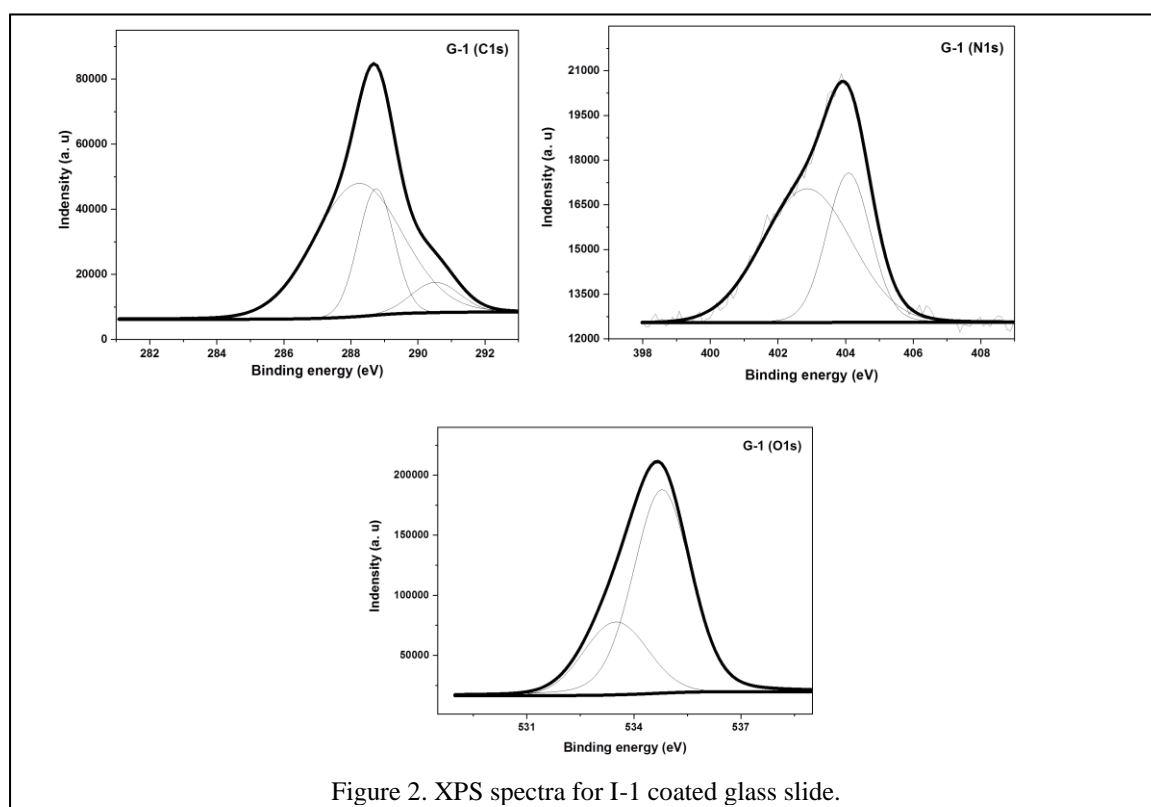 G-1 (C1s)
80000
60000
40000
20000
0
Indensity (a. u)
282 284 286 288 290 292
Binding energy (eV)
G-1 (N1s)
21000
19500
18000
16500
15000
13500
12000
Indensity (a. u)
398 400 402 404 406 408
Binding energy (eV)
G-1 (O1s)
200000
150000
100000
50000
Indensity (a. u)
531 534 537
Binding energy (eV)
Figure 2. XPS spectra for I-1 coated glass slide.